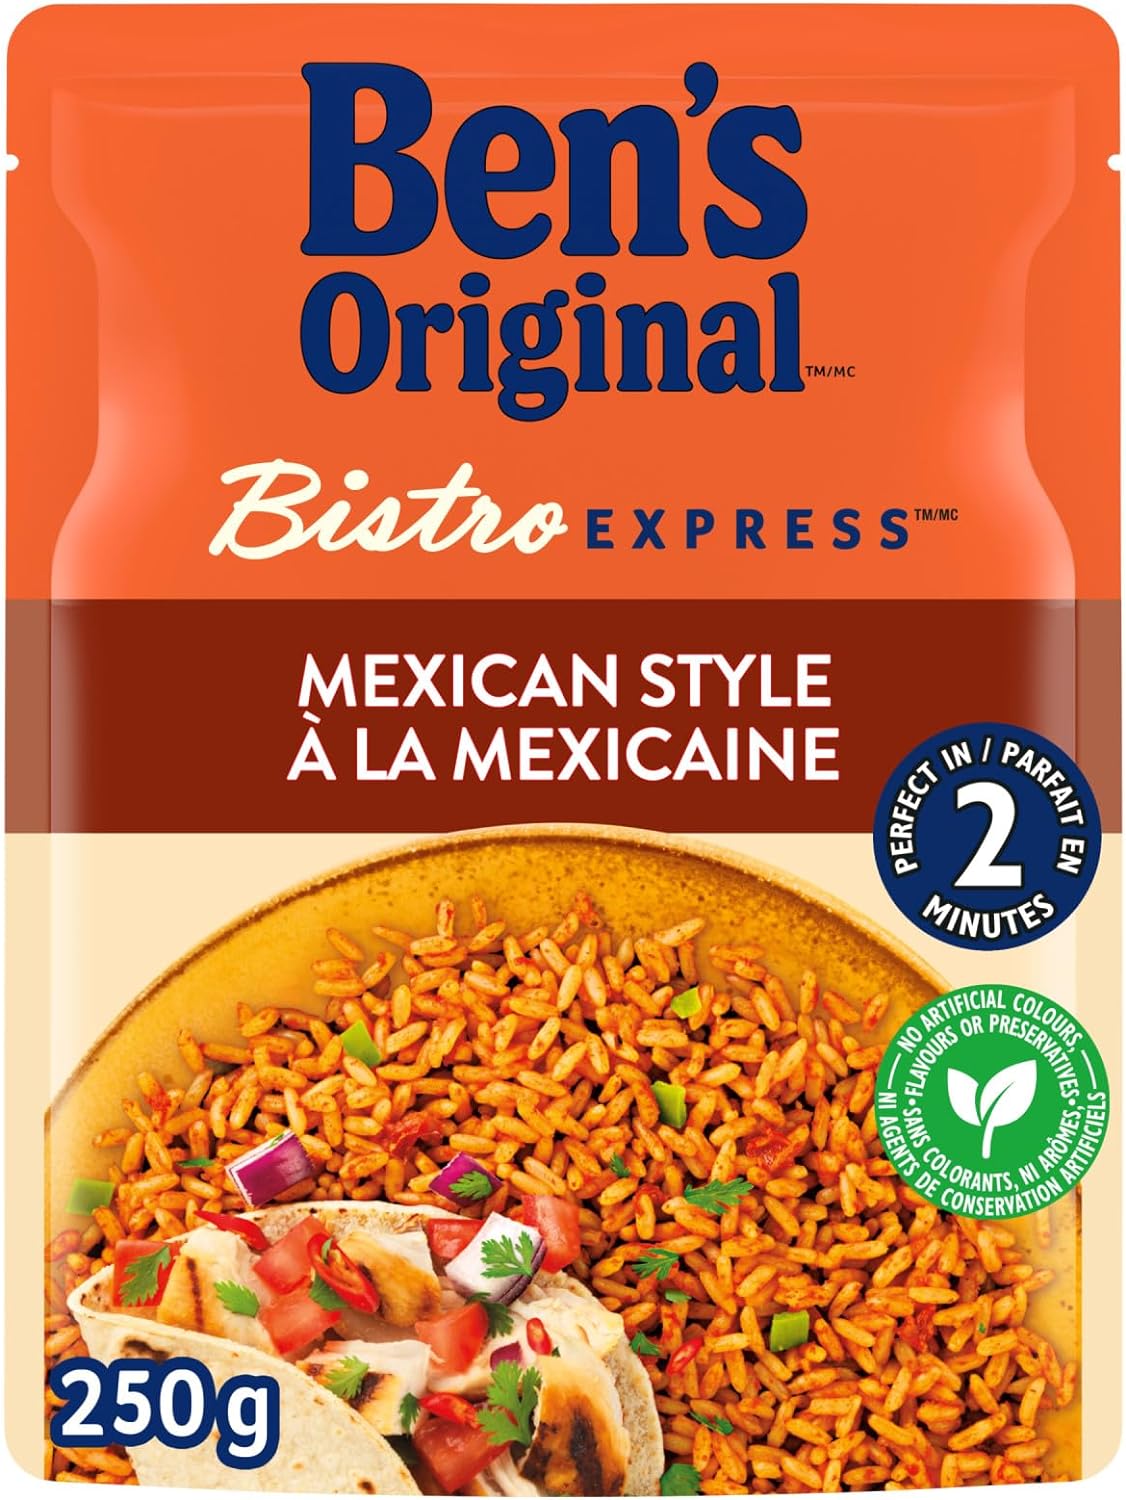 Ben's
Original TM/MC
Bistro EXPRESS TM/MC
MEXICAN STYLE
À LA MEXICAINE
PERFECT IN / PARFAIT EN
2
MINUTES
NO ARTIFICIAL COLOURS,
FLAVOURS OR PRESERVATIVES•
•SANS COLORANTS, NI ARÔMES,
NI AGENTS DE CONSERVATION ARTIFICIELS
250g